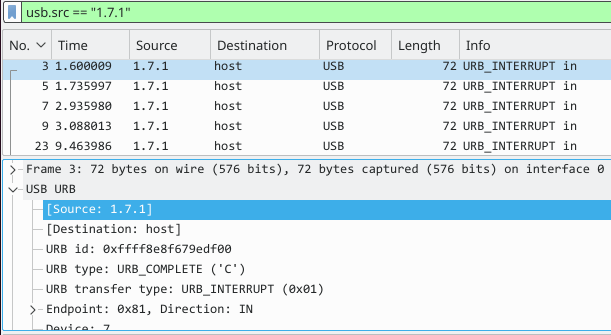 usb.src == "1.7.1"
No. Time Source Destination Protocol Length Info
3 1.600009 1.7.1 host USB 72 URB_INTERRUPT in
5 1.735997 1.7.1 host USB 72 URB_INTERRUPT in
7 2.935980 1.7.1 host USB 72 URB_INTERRUPT in
9 3.088013 1.7.1 host USB 72 URB_INTERRUPT in
23 9.463986 1.7.1 host USB 72 URB_INTERRUPT in
Frame 3: 72 bytes on wire (576 bits), 72 bytes captured (576 bits) on interface 0
USB URB
[Source: 1.7.1]
[Destination: host]
URB id: 0xffff8e8f679edf00
URB type: URB_COMPLETE ('C')
URB transfer type: URB_INTERRUPT (0x01)
Endpoint: 0x81, Direction: IN
Device: 7